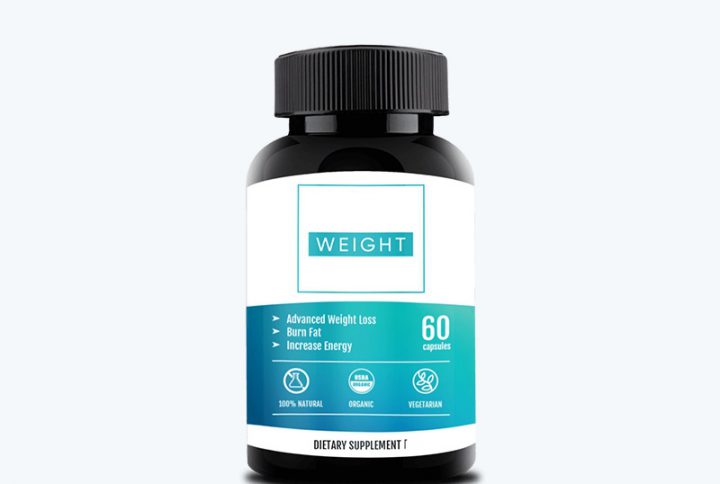 WEIGHT
Advanced Weight Loss
Burn Fat
Increase Energy
60
capsules
USDA
ORGANIC
100% NATURAL
ORGANIC
VEGETARIAN
DIETARY SUPPLEMENT